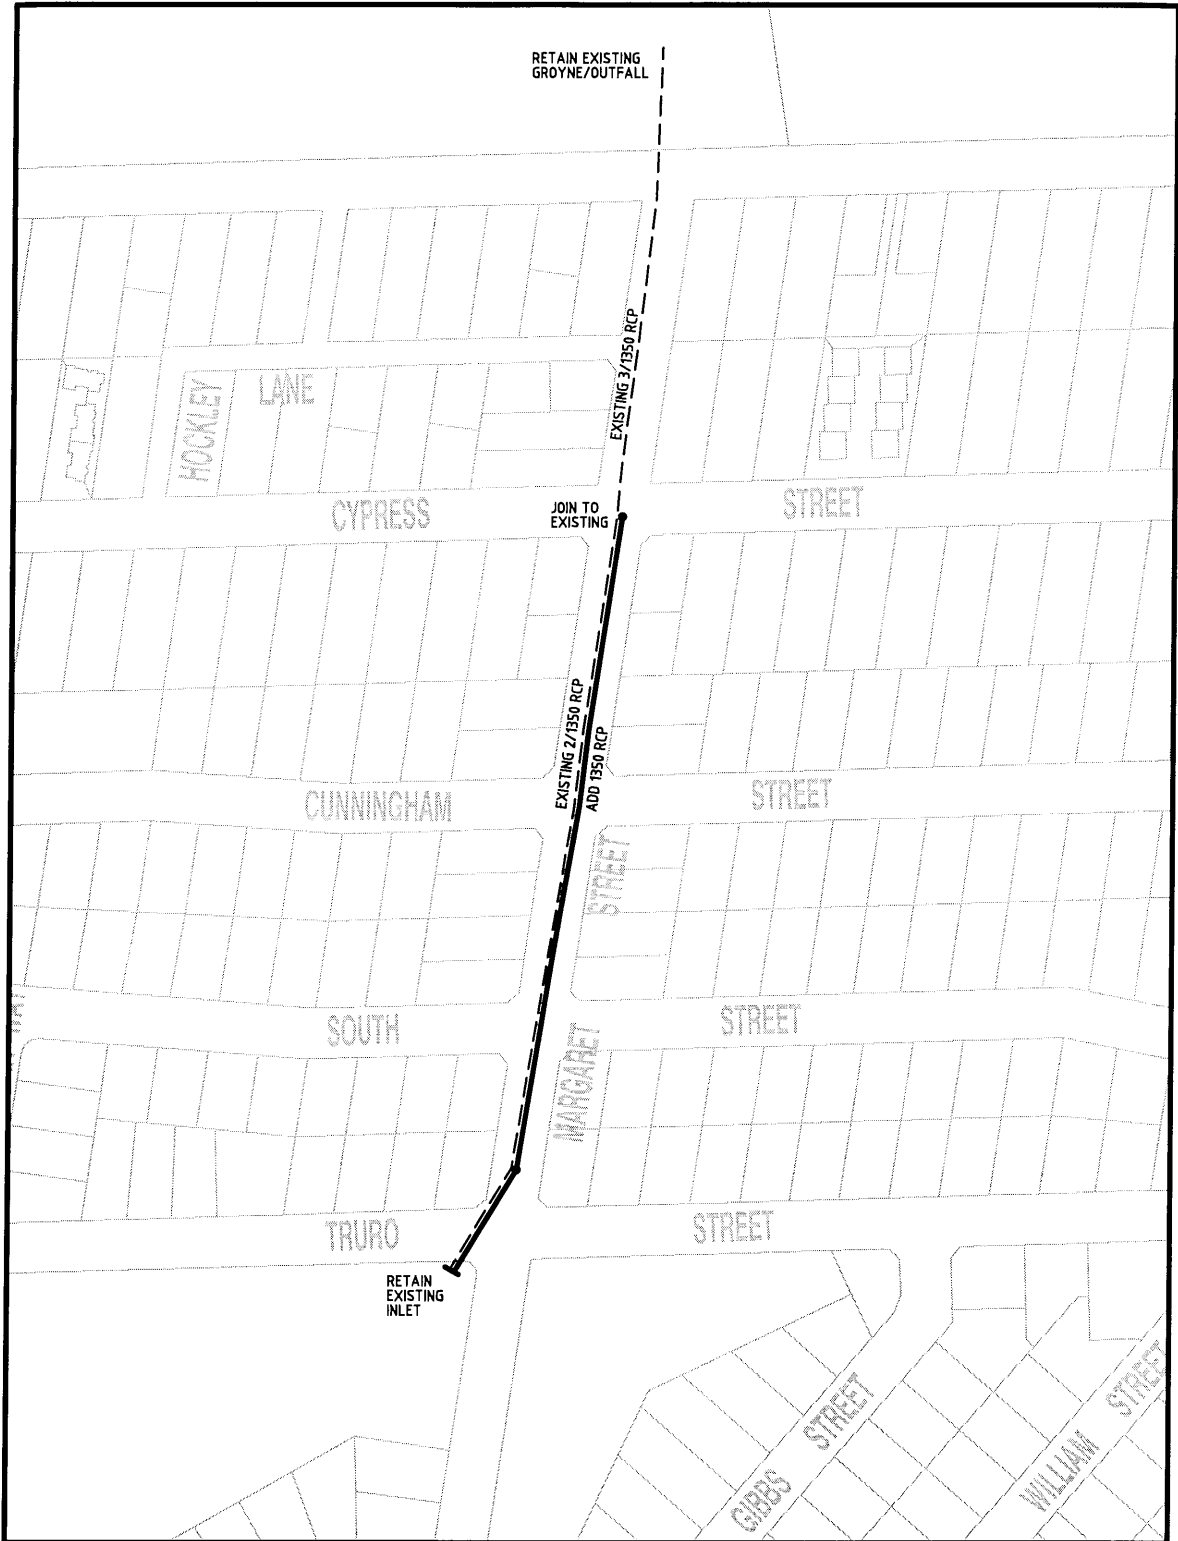 RETAIN EXISTING
GROYNE/OUTFALL
EXISTING 3/1350 RCP
HOCKLEY
LANE
CYPRESS
STREET
JOIN TO
EXISTING
EXISTING 2/1350 RCP
ADD 1350 RCP
CUNNINGHAM
STREET
STREET
SOUTH
STREET
MARGARET
TRURO
STREET
RETAIN
EXISTING
INLET
GIBBS
STREET
WILLIAM
STREET